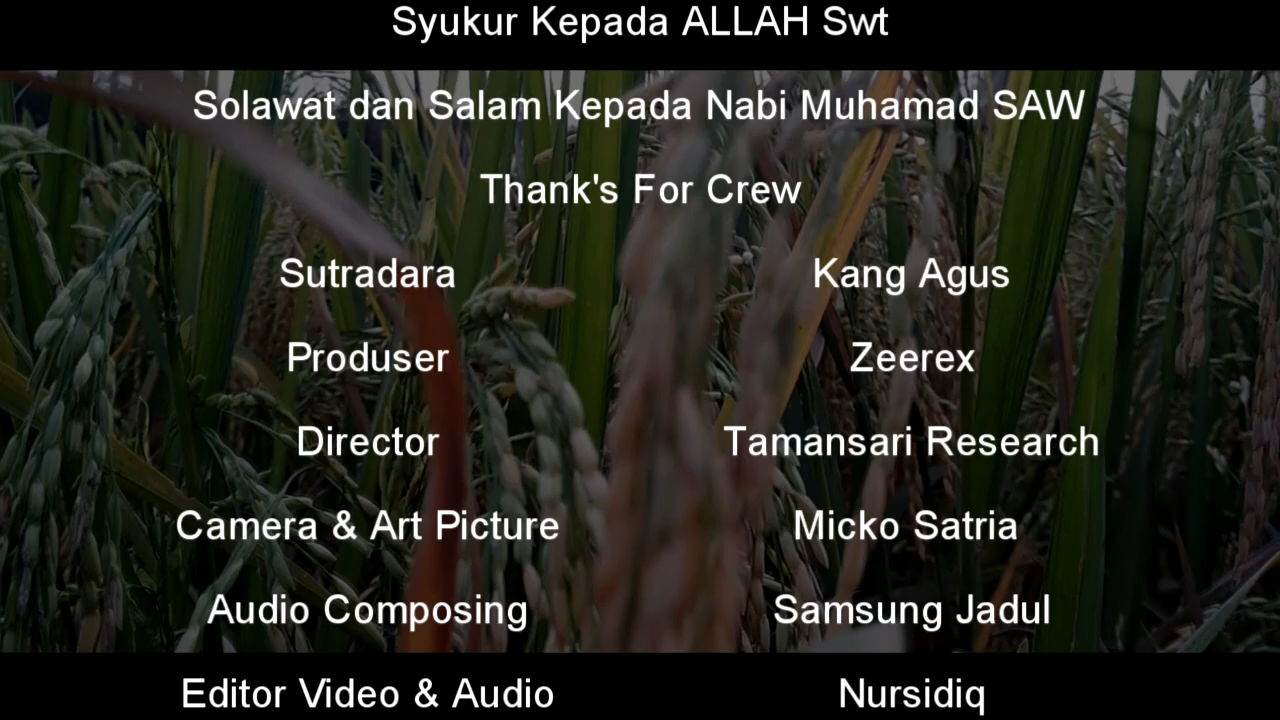 Syukur Kepada ALLAH Swt
Solawat dan Salam Kepada Nabi Muhamad SAW
Thank's For Crew
Sutradara Kang Agus
Produser Zeerex
Director Tamansari Research
Camera & Art Picture Micko Satria
Audio Composing Samsung Jadul
Editor Video & Audio Nursidiq